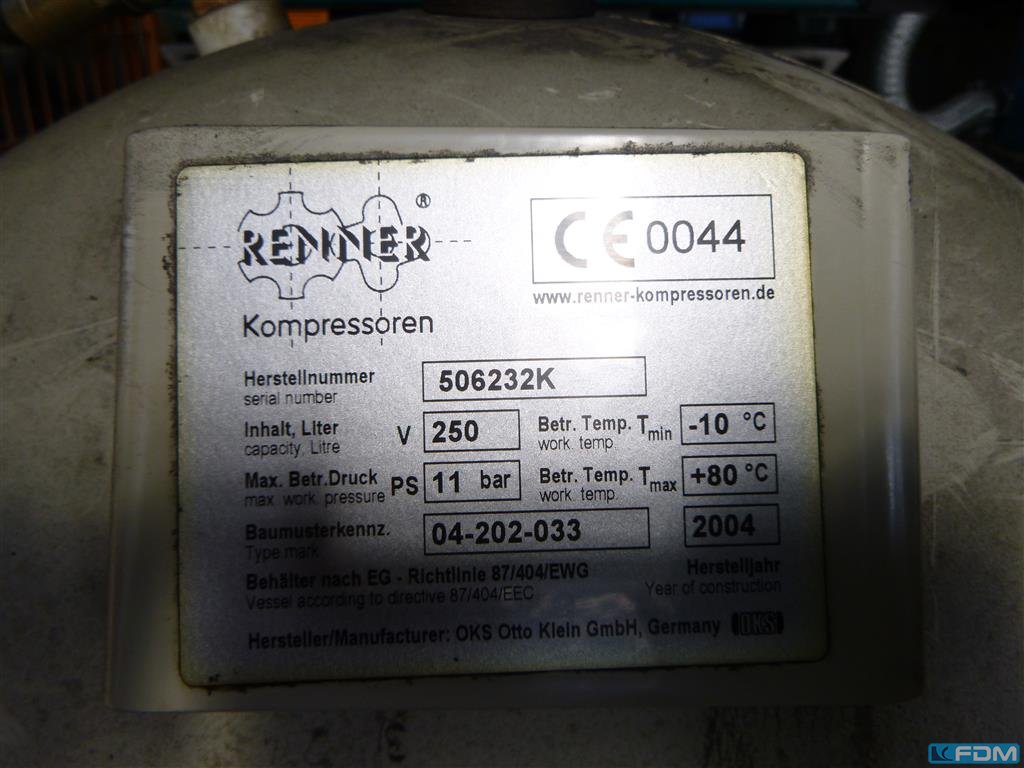 RENNER®
Kompressoren
CE 0044
www.renner-kompressoren.de
Herstellnummer 506232K
serial number
Inhalt, Liter V 250 Betr. Temp. Tmin -10 °C
capacity, Litre work. temp.
Max. Betr.Druck PS 11 bar Betr. Temp. Tmax +80 °C
max. work. pressure work. temp.
Baumusterkennz. 04-202-033 2004
Type mark
Behälter nach EG - Richtlinie 87/404/EWG Herstelljahr
Vessel according to directive 87/404/EEC Year of construction
Hersteller/Manufacturer: OKS Otto Klein GmbH, Germany OKS
FDM